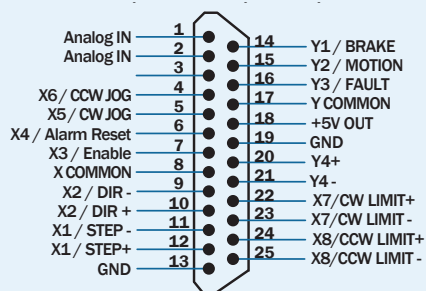 Analog IN 1
Analog IN 2
3
X6 / CCW JOG 4
X5 / CW JOG 5
X4 / Alarm Reset 6
X3 / Enable 7
X COMMON 8
X2 / DIR - 9
X2 / DIR + 10
X1 / STEP - 11
X1 / STEP+ 12
GND 13
14 Y1 / BRAKE
15 Y2 / MOTION
16 Y3 / FAULT
17 Y COMMON
18 +5V OUT
19 GND
20 Y4+
21 Y4 -
22 X7/CW LIMIT+
23 X7/CW LIMIT -
24 X8/CCW LIMIT+
25 X8/CCW LIMIT -